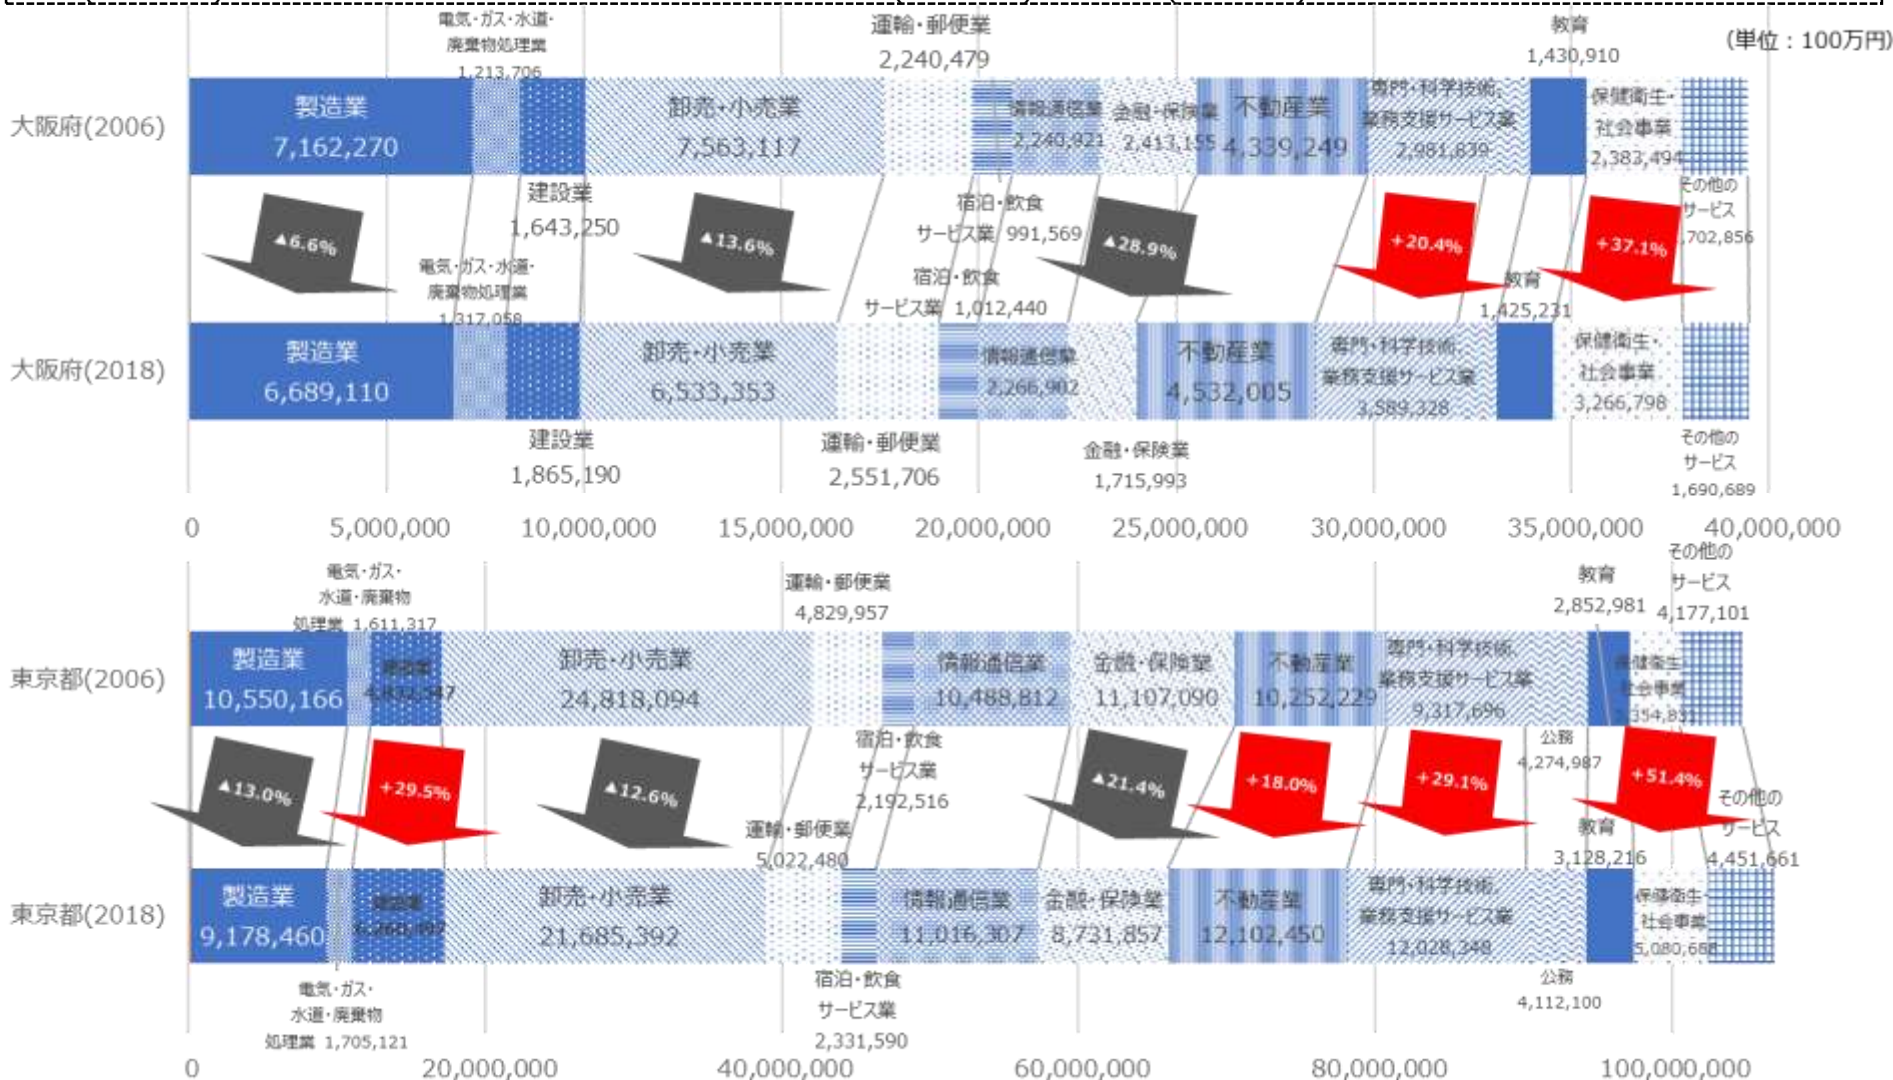 (単位：100万円)
電気・ガス・水道・
廃棄物処理業
1,213,706
運輸・郵便業
2,240,479
教育
1,430,910
大阪府(2006)
製造業
7,162,270
卸売・小売業
7,563,117
情報通信業
2,240,921
金融・保険業
2,413,155
不動産業
4,339,249
専門・科学技術、
業務支援サービス業
2,981,839
保健衛生・
社会事業
2,383,494
建設業
1,643,250
宿泊・飲食
サービス業 991,569
その他の
サービス
,702,856
▲6.6%
▲13.6%
▲28.9%
+20.4%
+37.1%
電気・ガス・水道・
廃棄物処理業
1,317,058
宿泊・飲食
サービス業 1,012,440
教育
1,425,231
大阪府(2018)
製造業
6,689,110
卸売・小売業
6,533,353
情報通信業
2,266,902
不動産業
4,532,005
専門・科学技術、
業務支援サービス業
3,589,328
保健衛生・
社会事業
3,266,798
建設業
1,865,190
運輸・郵便業
2,551,706
金融・保険業
1,715,993
その他の
サービス
1,690,689
0 5,000,000 10,000,000 15,000,000 20,000,000 25,000,000 30,000,000 35,000,000 40,000,000
電気・ガス・
水道・廃棄物
処理業 1,611,317
運輸・郵便業
4,829,957
教育
2,852,981
その他の
サービス
4,177,101
東京都(2006)
製造業
10,550,166
建設業
卸売・小売業
24,818,094
情報通信業
10,488,812
金融・保険業
11,107,090
不動産業
10,252,229
専門・科学技術、
業務支援サービス業
9,317,696
保健衛生・
社会事業
宿泊・飲食
サービス業
2,192,516
公務
4,274,987
▲13.0%
+29.5%
▲12.6%
▲21.4%
+18.0%
+29.1%
+51.4%
運輸・郵便業
5,022,480
教育
3,128,216
その他の
サービス
4,451,661
東京都(2018)
製造業
9,178,460
建設業
卸売・小売業
21,685,392
情報通信業
11,016,307
金融・保険業
8,731,857
不動産業
12,102,450
専門・科学技術、
業務支援サービス業
12,028,348
保健衛生・
社会事業
電気・ガス・
水道・廃棄物
処理業 1,705,121
宿泊・飲食
サービス業
2,331,590
公務
4,112,100
0 20,000,000 40,000,000 60,000,000 80,000,000 100,000,000